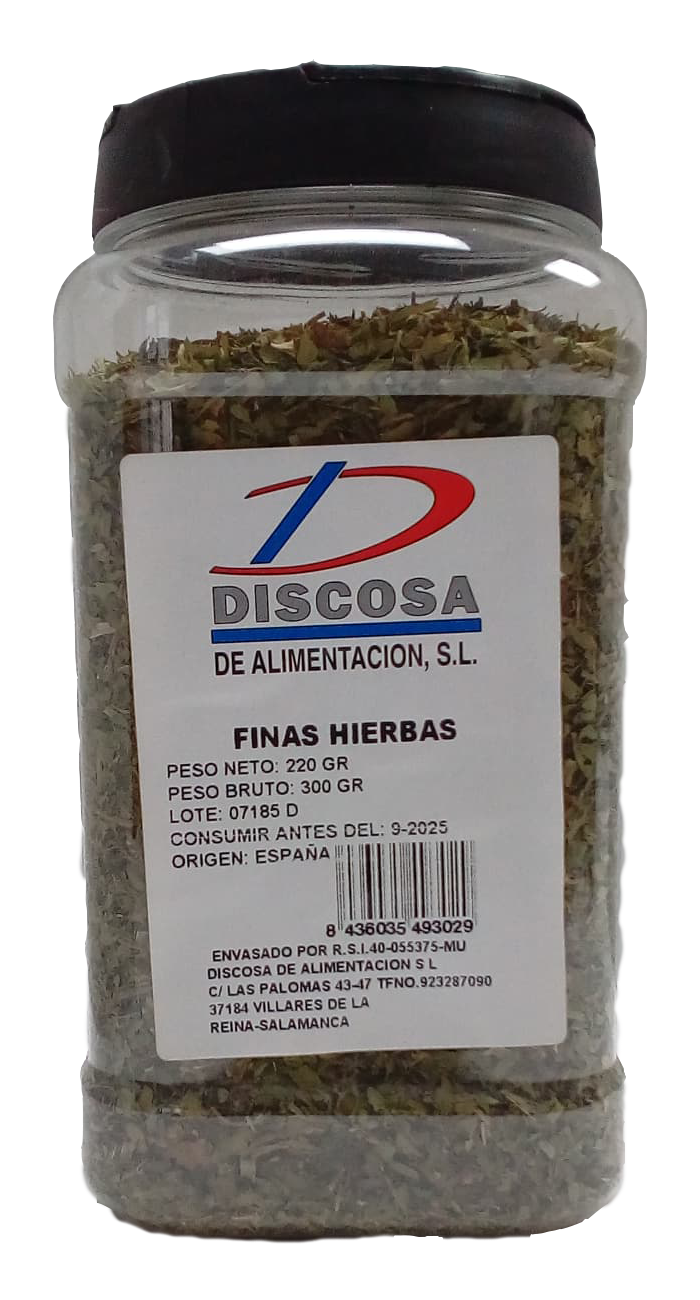 DISCOSA
DE ALIMENTACION, S.L.
FINAS HIERBAS
PESO NETO: 220 GR
PESO BRUTO: 300 GR
LOTE: 07185 D
CONSUMIR ANTES DEL: 9-2025
ORIGEN: ESPAÑA
8 436035 493029
ENVASADO POR R.S.I.40-055375-MU
DISCOSA DE ALIMENTACION S L
C/ LAS PALOMAS 43-47 TFNO.923287090
37184 VILLARES DE LA
REINA-SALAMANCA